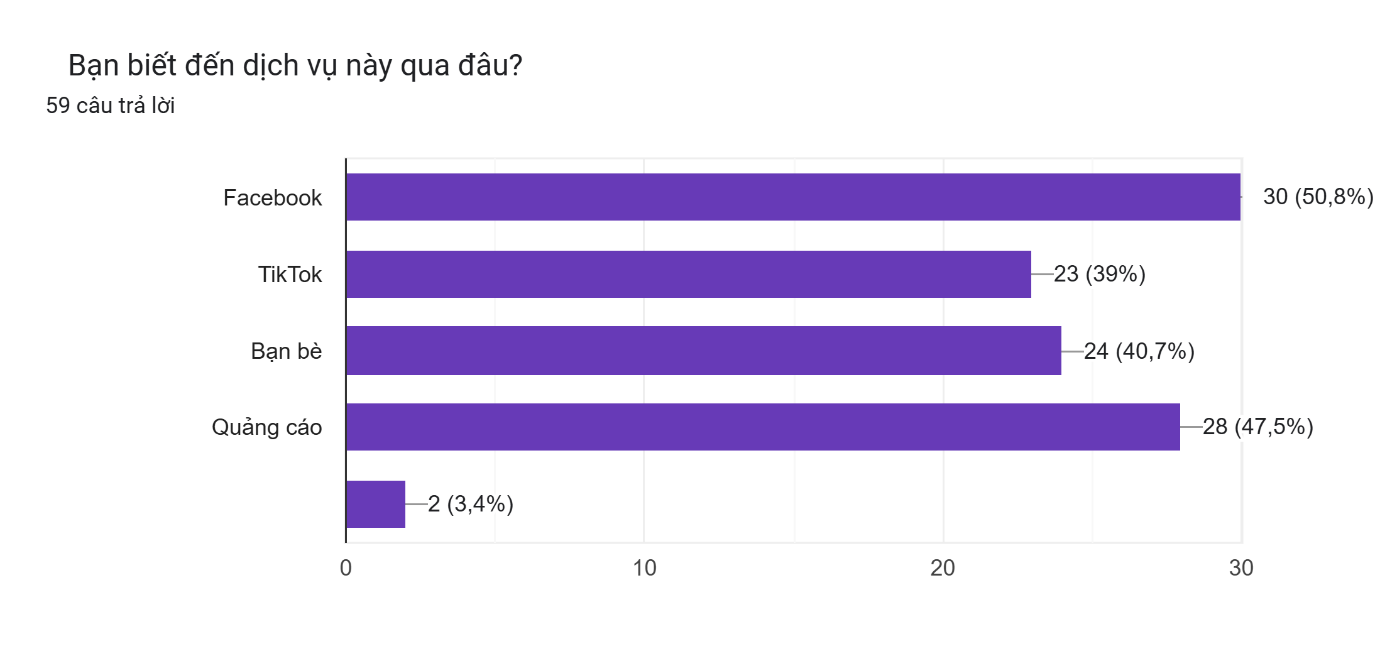 Bạn biết đến dịch vụ này qua đâu?
59 câu trả lời
Facebook
30 (50,8%)
TikTok
23 (39%)
Bạn bè
24 (40,7%)
Quảng cáo
28 (47,5%)
2 (3,4%)
0 10 20 30